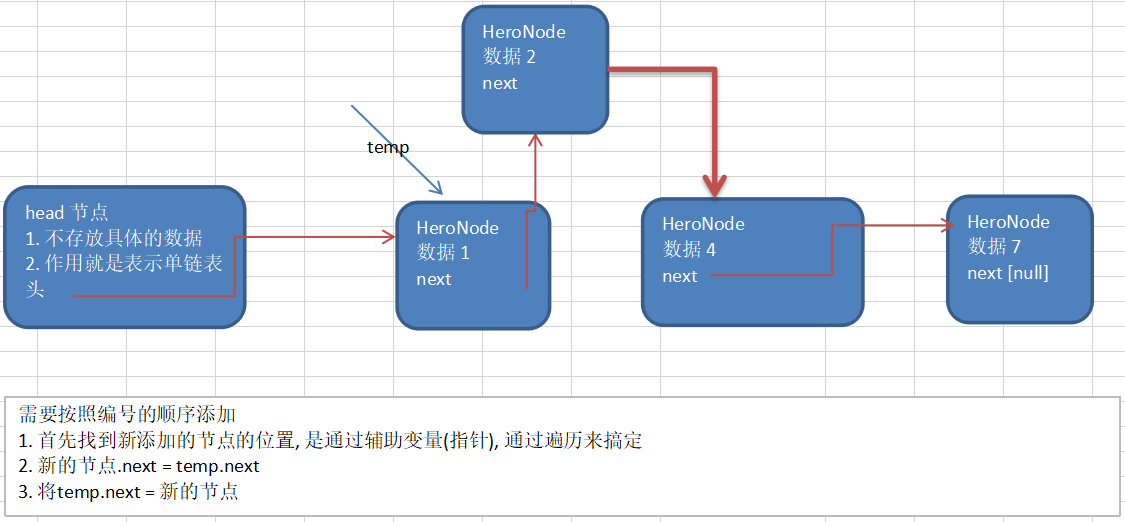 HeroNode
数据 2
next
temp
head 节点
1. 不存放具体的数据
2. 作用就是表示单链表
头
HeroNode
数据 1
next
HeroNode
数据 4
next
HeroNode
数据 7
next [null]
需要按照编号的顺序添加
1. 首先找到新添加的节点的位置, 是通过辅助变量(指针), 通过遍历来搞定
2. 新的节点.next = temp.next
3. 将temp.next = 新的节点